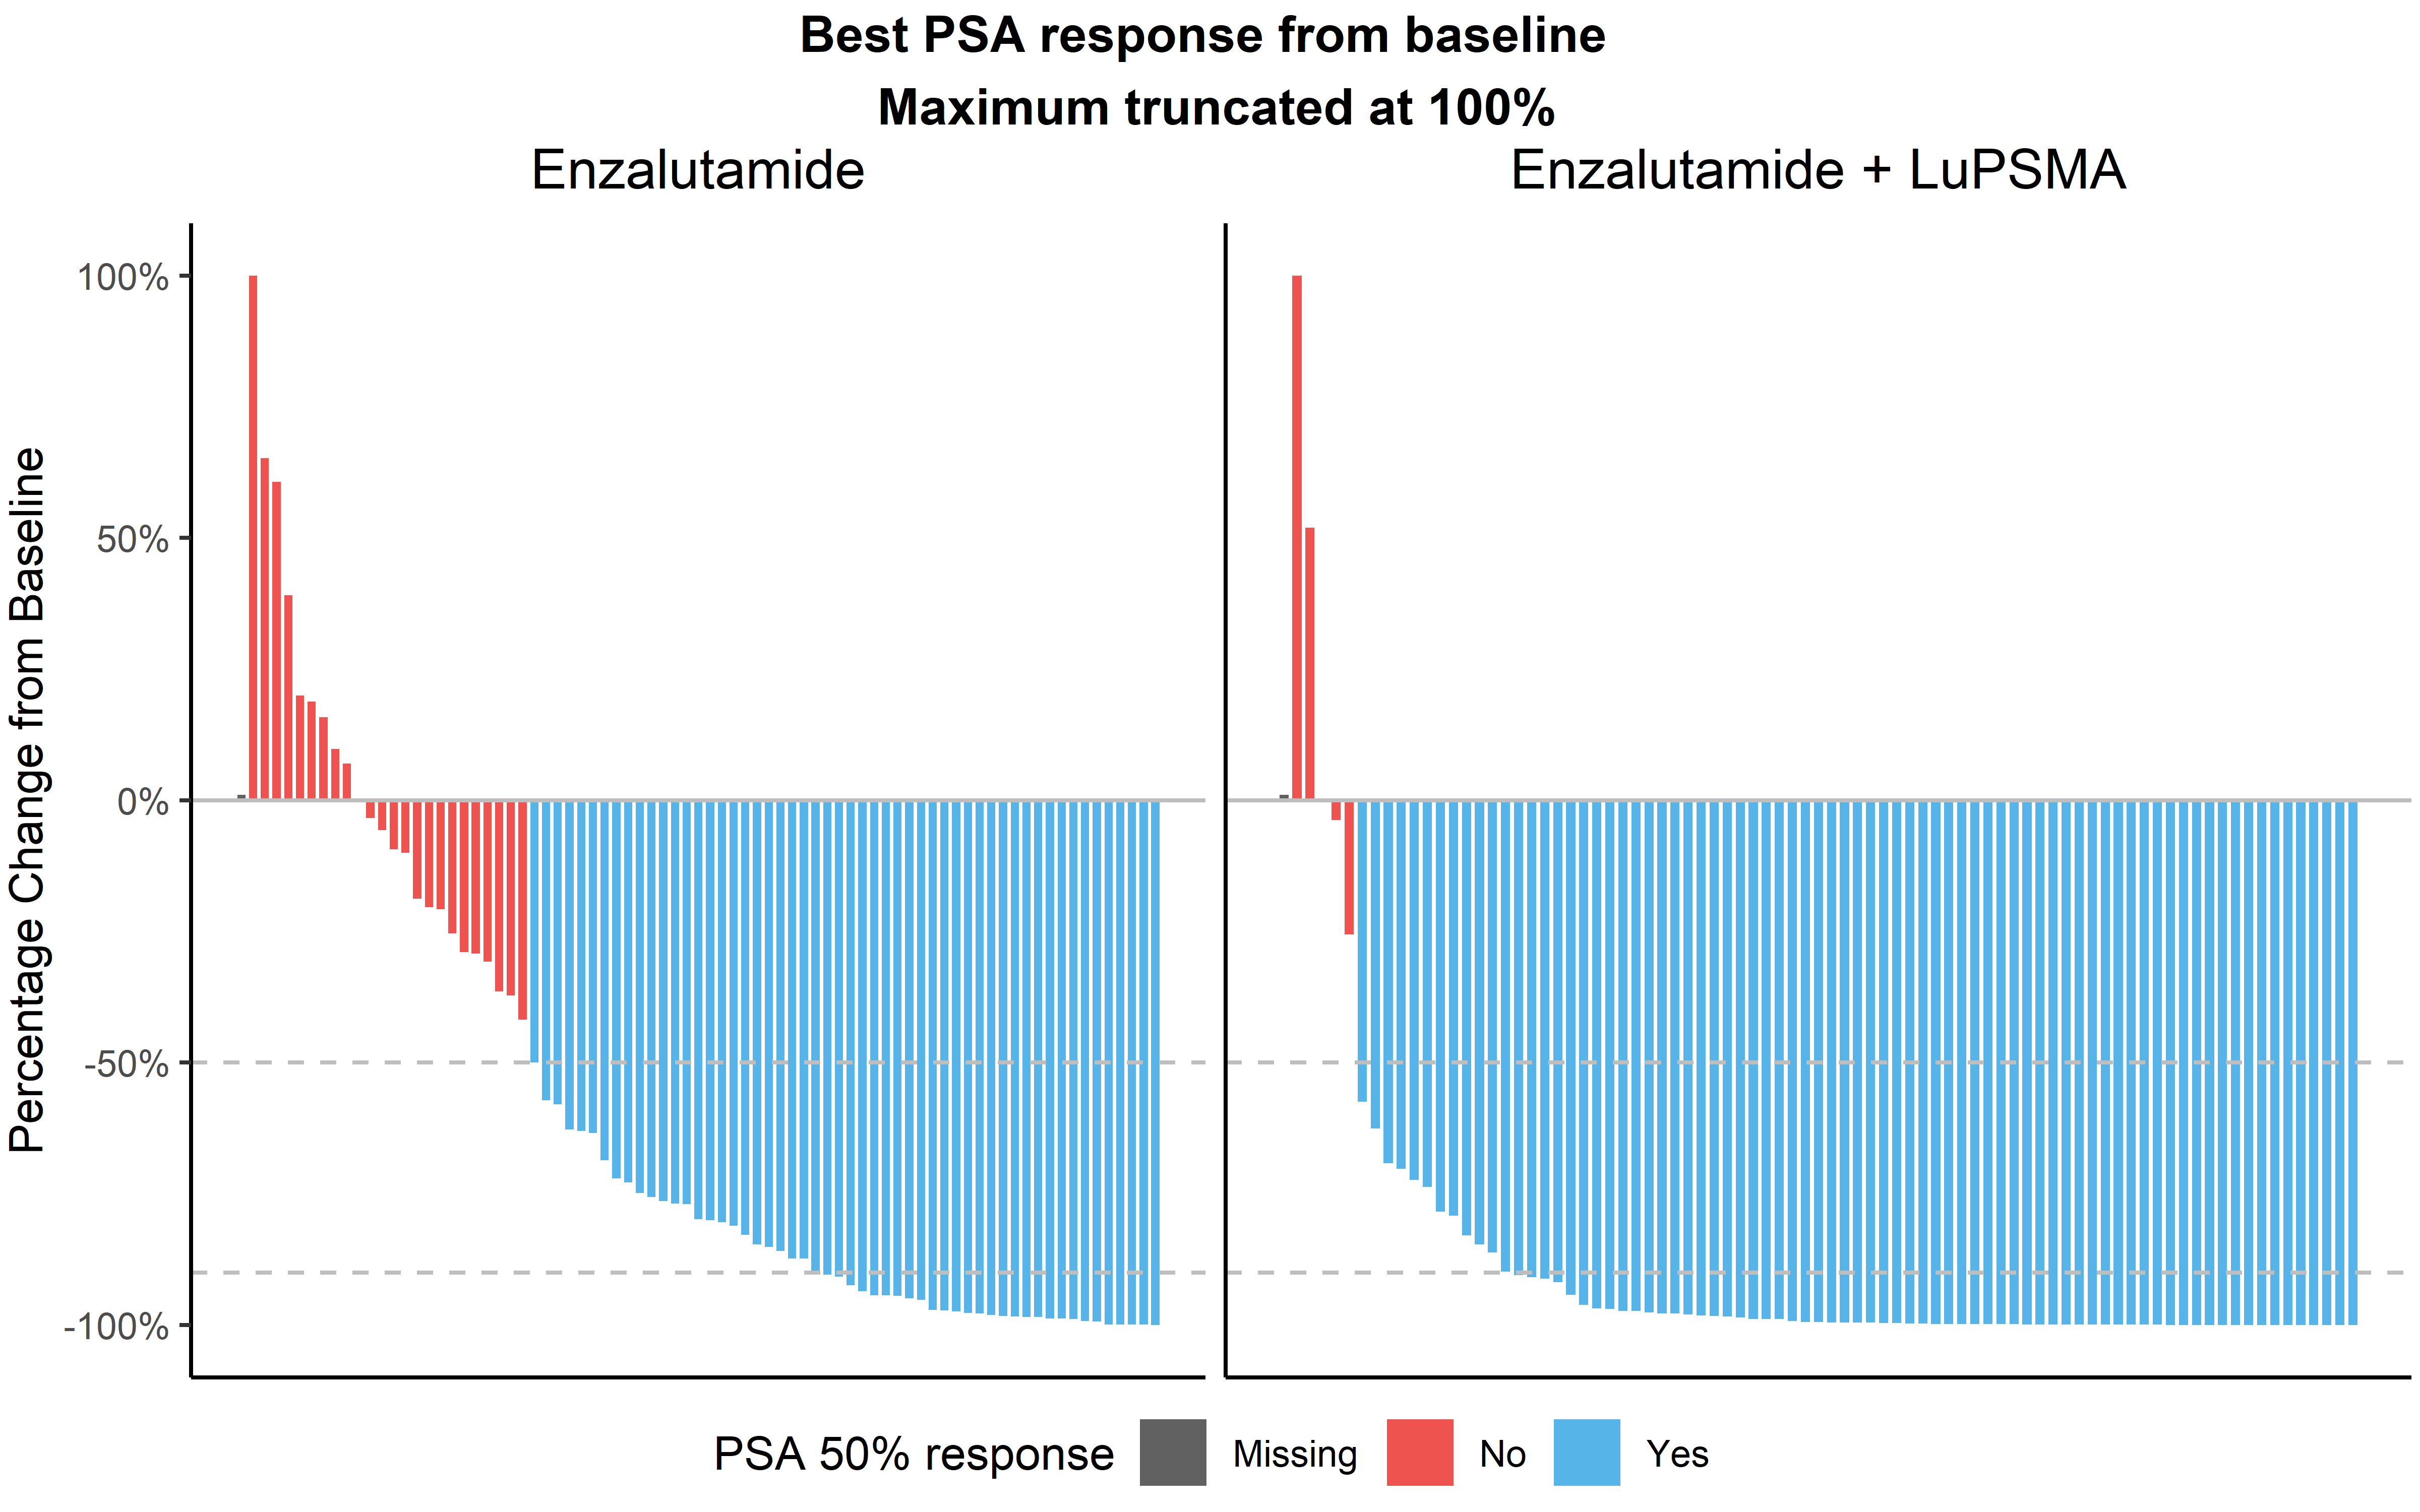 Best PSA response from baseline
Maximum truncated at 100%
Enzalutamide
Enzalutamide + LuPSMA
Percentage Change from Baseline
100%
50%
0%
-50%
-100%
PSA 50% response Missing No Yes